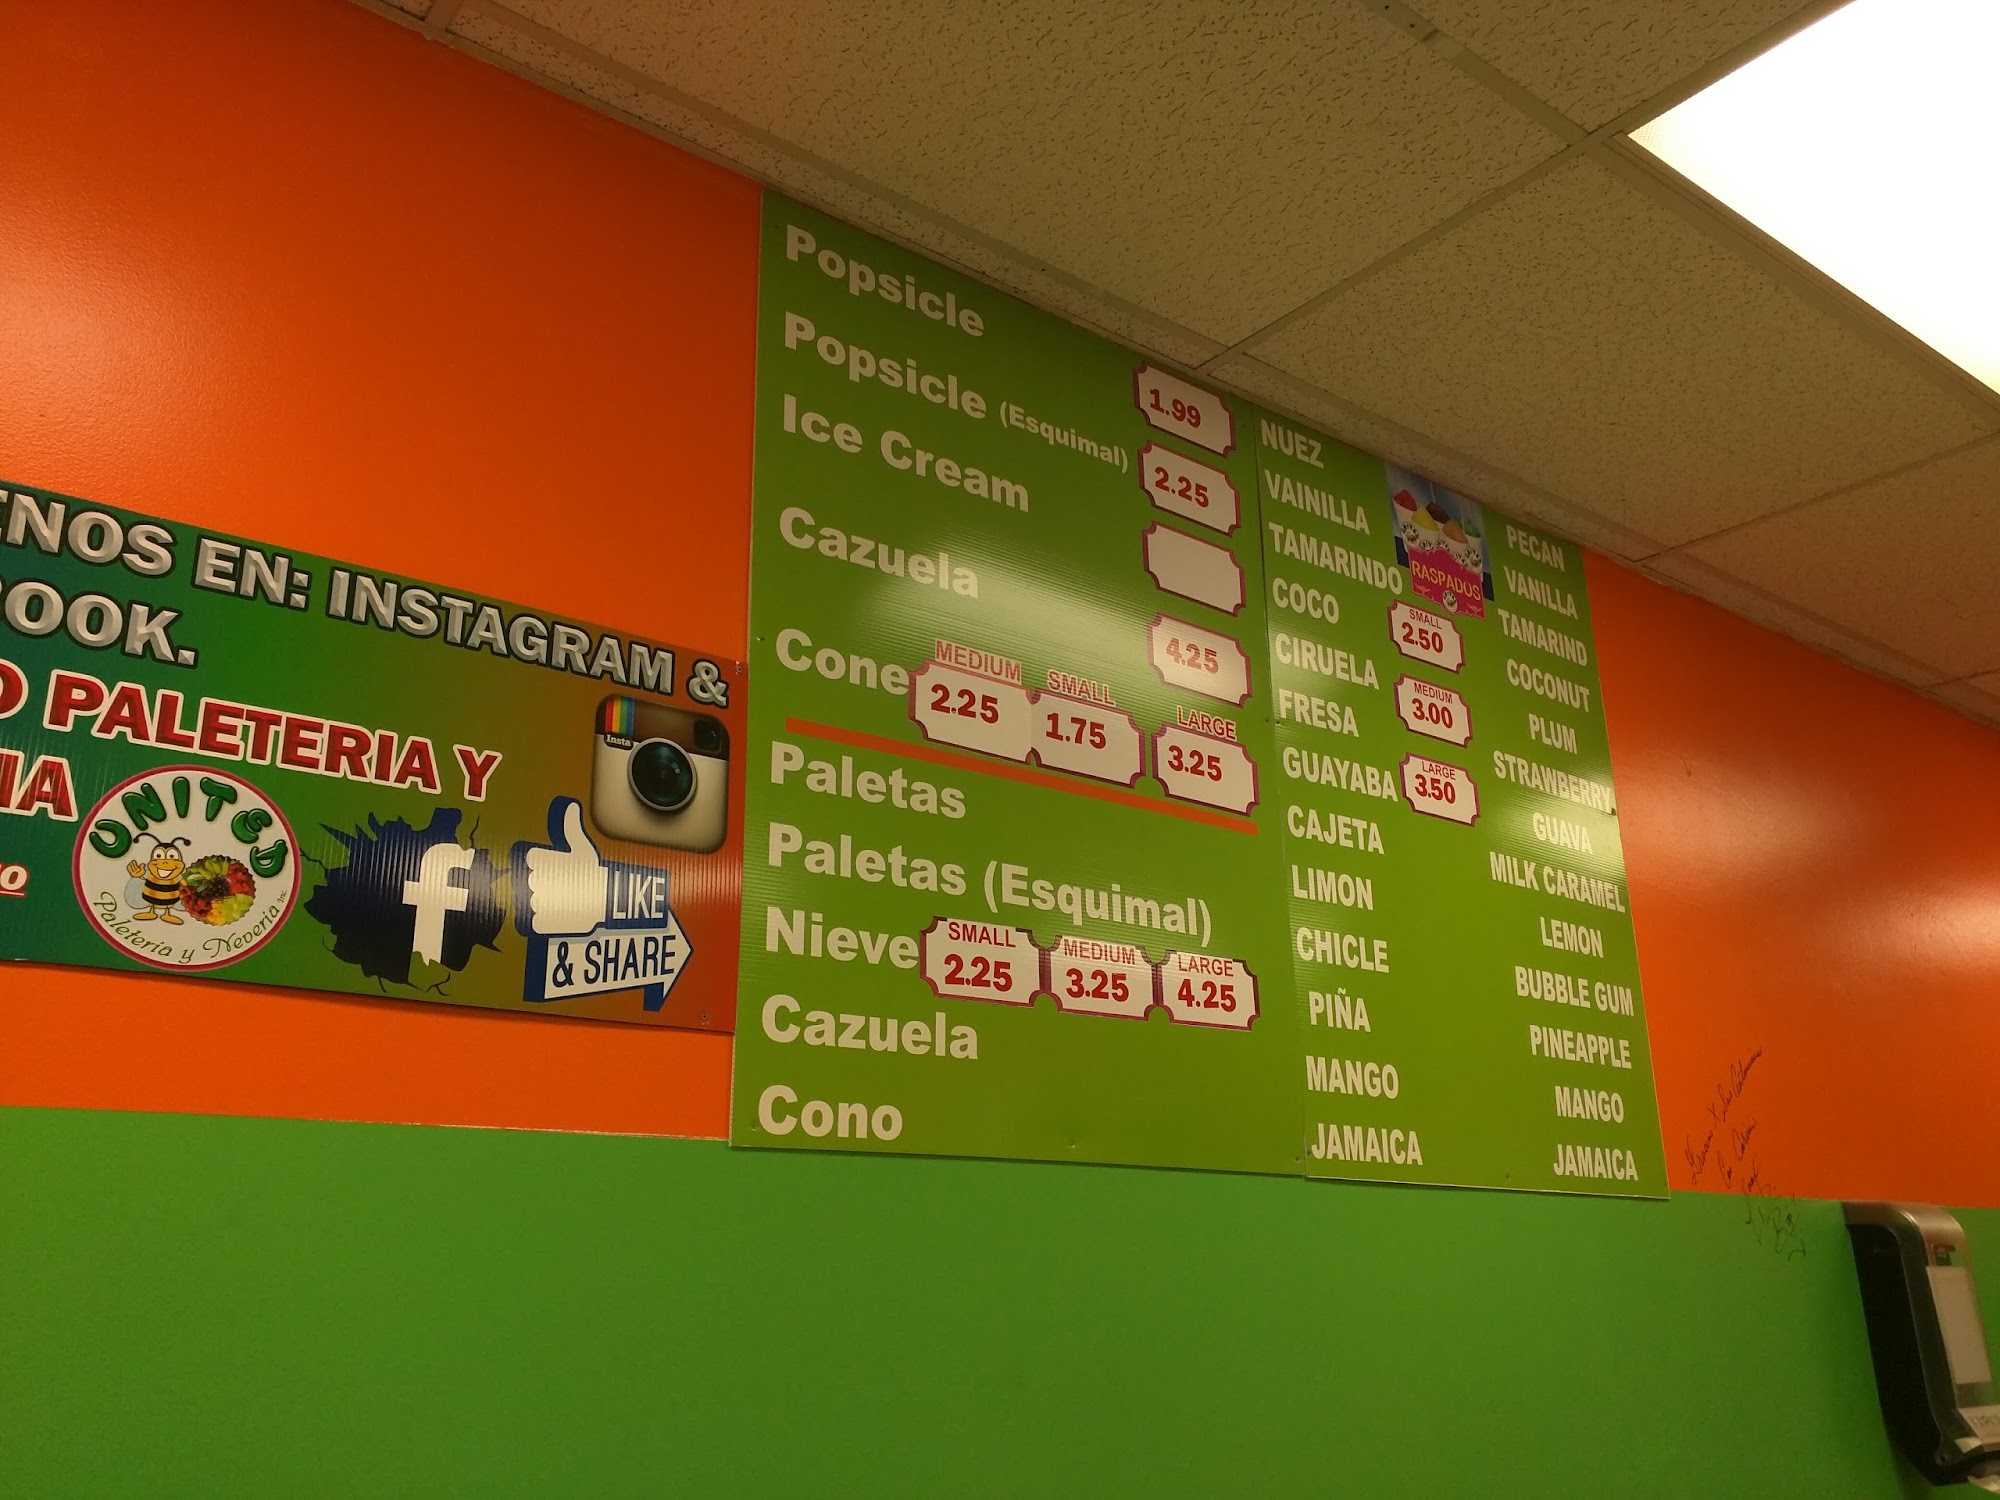 ENOS EN: INSTAGRAM &
BOOK.
O PALETERIA Y
IA
Insta
UNITED
Paleteria y Neveria Inc.
f
LIKE
& SHARE
Popsicle 1.99
Popsicle (Esquimal) 2.25
Ice Cream
Cazuela 4.25
Cone
MEDIUM SMALL LARGE
2.25 1.75 3.25
Paletas
Paletas (Esquimal)
Nieve
SMALL MEDIUM LARGE
2.25 3.25 4.25
Cazuela
Cono
NUEZ
VAINILLA
TAMARINDO
COCO
CIRUELA
FRESA
GUAYABA
CAJETA
LIMON
CHICLE
PIÑA
MANGO
JAMAICA
RASPADOS
SMALL
2.50
MEDIUM
3.00
LARGE
3.50
PECAN
VANILLA
TAMARIND
COCONUT
PLUM
STRAWBERRY
GUAVA
MILK CARAMEL
LEMON
BUBBLE GUM
PINEAPPLE
MANGO
JAMAICA